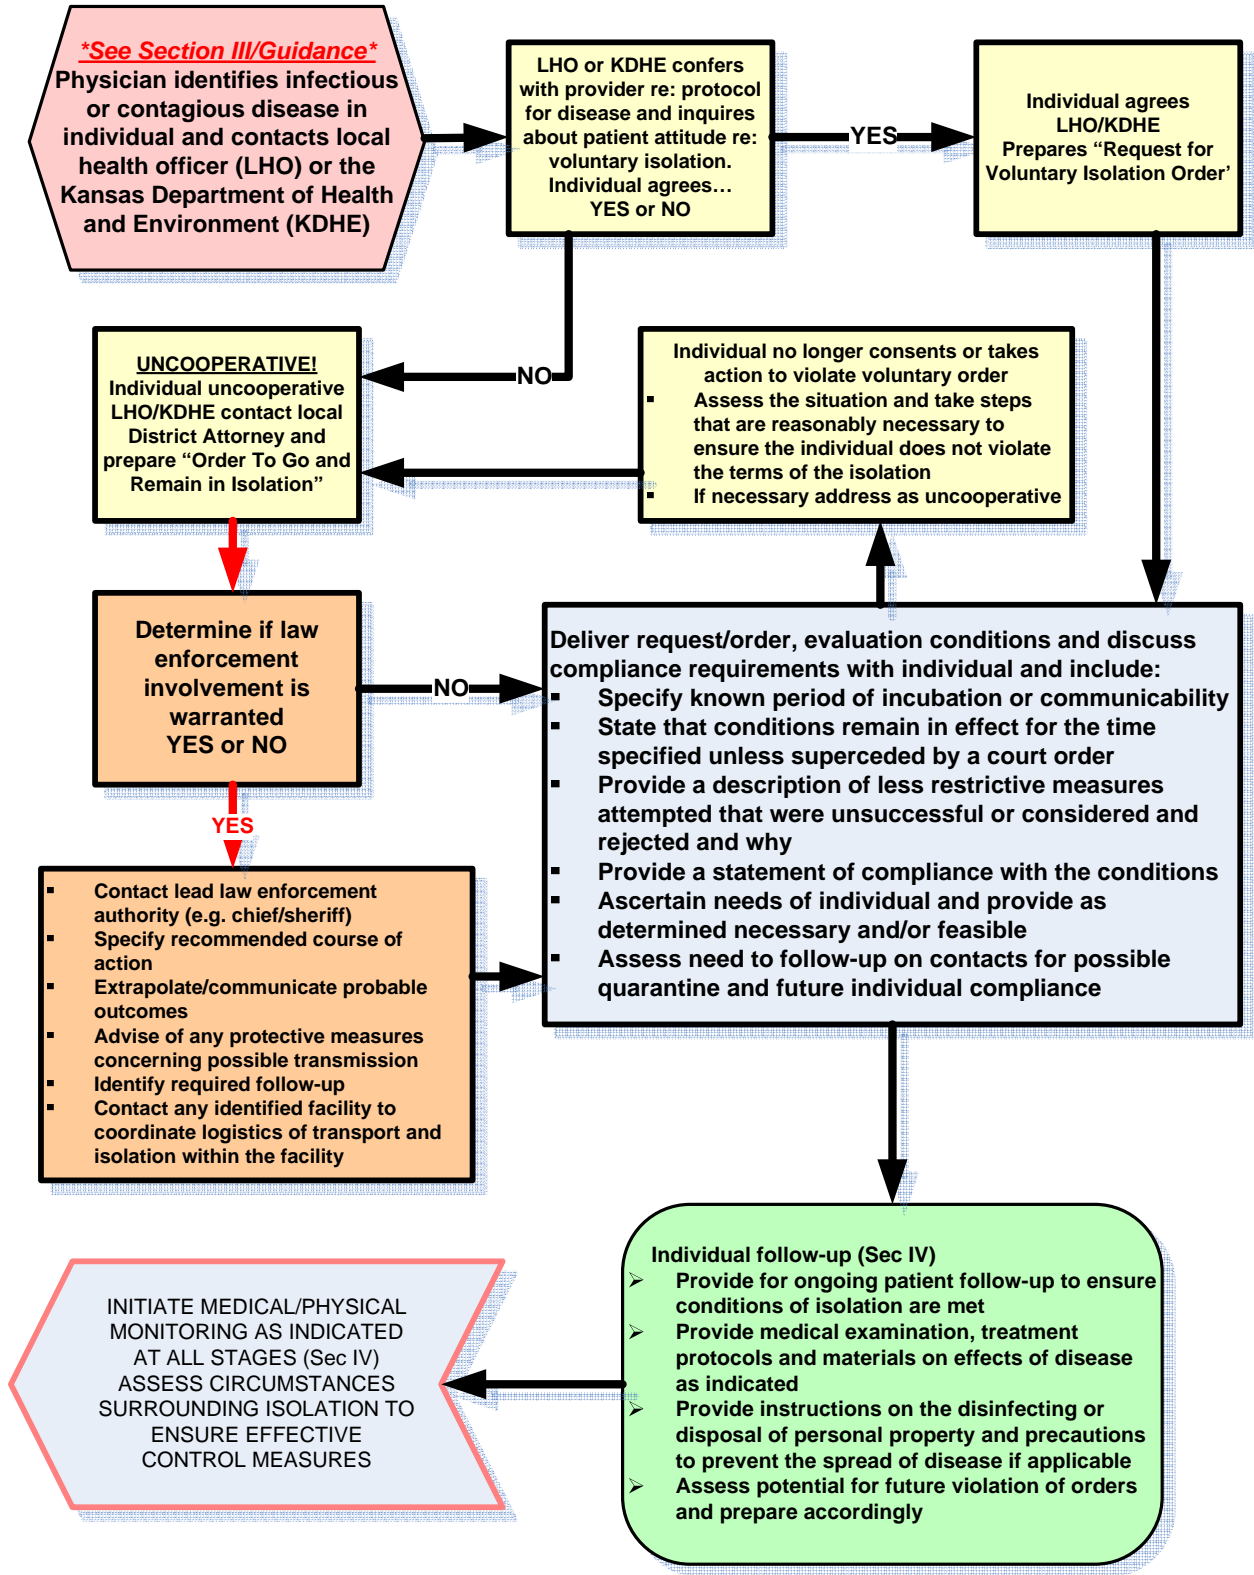 *See Section III/Guidance*
Physician identifies infectious
or contagious disease in
individual and contacts local
health officer (LHO) or the
Kansas Department of Health
and Environment (KDHE)
LHO or KDHE confers
with provider re: protocol
for disease and inquires
about patient attitude re:
voluntary isolation.
Individual agrees…
YES or NO
YES
Individual agrees
LHO/KDHE
Prepares “Request for
Voluntary Isolation Order’
NO
UNCOOPERATIVE!
Individual uncooperative
LHO/KDHE contact local
District Attorney and
prepare “Order To Go and
Remain in Isolation”
Individual no longer consents or takes
action to violate voluntary order
▪ Assess the situation and take steps
that are reasonably necessary to
ensure the individual does not violate
the terms of the isolation
▪ If necessary address as uncooperative
Determine if law
enforcement
involvement is
warranted
YES or NO
NO
YES
Deliver request/order, evaluation conditions and discuss
compliance requirements with individual and include:
▪ Specify known period of incubation or communicability
▪ State that conditions remain in effect for the time
specified unless superceded by a court order
▪ Provide a description of less restrictive measures
attempted that were unsuccessful or considered and
rejected and why
▪ Provide a statement of compliance with the conditions
▪ Ascertain needs of individual and provide as
determined necessary and/or feasible
▪ Assess need to follow-up on contacts for possible
quarantine and future individual compliance
▪ Contact lead law enforcement
authority (e.g. chief/sheriff)
▪ Specify recommended course of
action
▪ Extrapolate/communicate probable
outcomes
▪ Advise of any protective measures
concerning possible transmission
▪ Identify required follow-up
▪ Contact any identified facility to
coordinate logistics of transport and
isolation within the facility
Individual follow-up (Sec IV)
➢ Provide for ongoing patient follow-up to ensure
conditions of isolation are met
➢ Provide medical examination, treatment
protocols and materials on effects of disease
as indicated
➢ Provide instructions on the disinfecting or
disposal of personal property and precautions
to prevent the spread of disease if applicable
➢ Assess potential for future violation of orders
and prepare accordingly
INITIATE MEDICAL/PHYSICAL
MONITORING AS INDICATED
AT ALL STAGES (Sec IV)
ASSESS CIRCUMSTANCES
SURROUNDING ISOLATION TO
ENSURE EFFECTIVE
CONTROL MEASURES